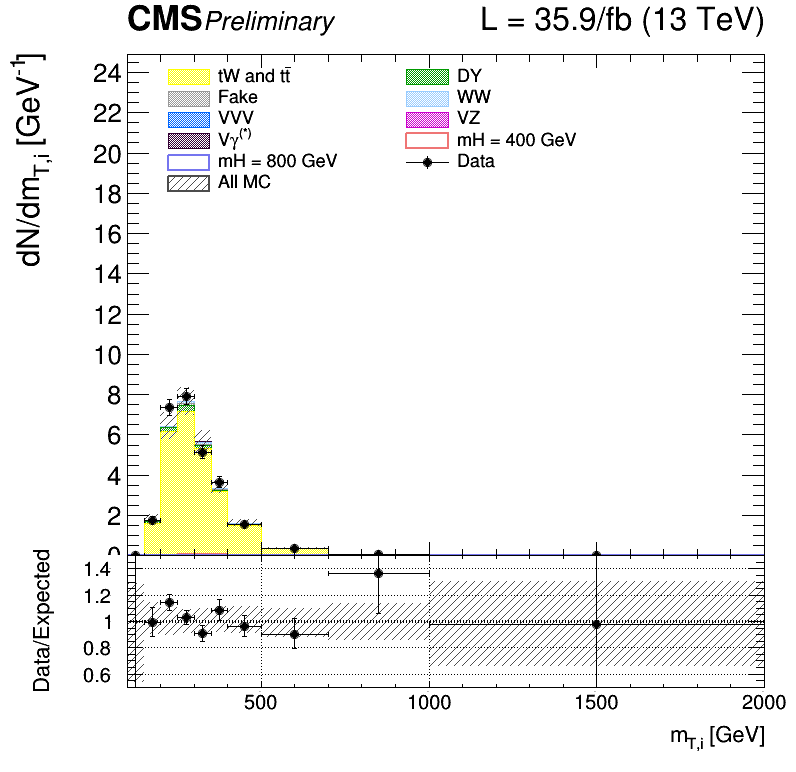 CMS Preliminary L = 35.9/fb (13 TeV)
dN/dm_{T,i} [GeV^{-1}]
24
22
20
18
16
14
12
10
8
6
4
2
0
tW and tt̄
DY
Fake
WW
VVV
VZ
Vγ^{(*)}
mH = 400 GeV
mH = 800 GeV
Data
All MC
Data/Expected
1.4
1.2
1
0.8
0.6
500 1000 1500 2000
m_{T,i} [GeV]